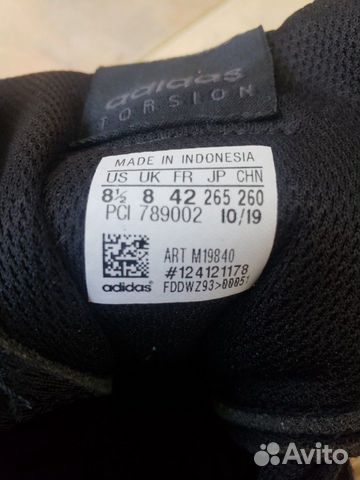 adidas
TORSION
MADE IN INDONESIA
US UK FR JP CHN
8½ 8 42 265 260
PCI 789002 10/19
ART M19840
#124121178
adidas FDDWZ93>00051
Avito